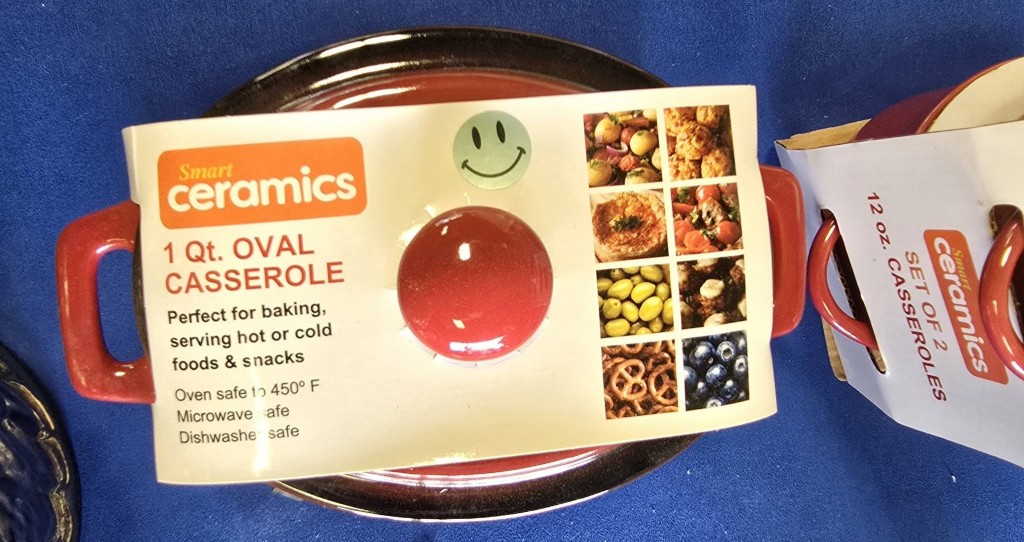 Smart
ceramics
1 Qt. OVAL
CASSEROLE
Perfect for baking,
serving hot or cold
foods & snacks
Oven safe to 450º F
Microwave safe
Dishwasher safe
Smart
ceramics
SET OF 2
12 oz. CASSEROLES